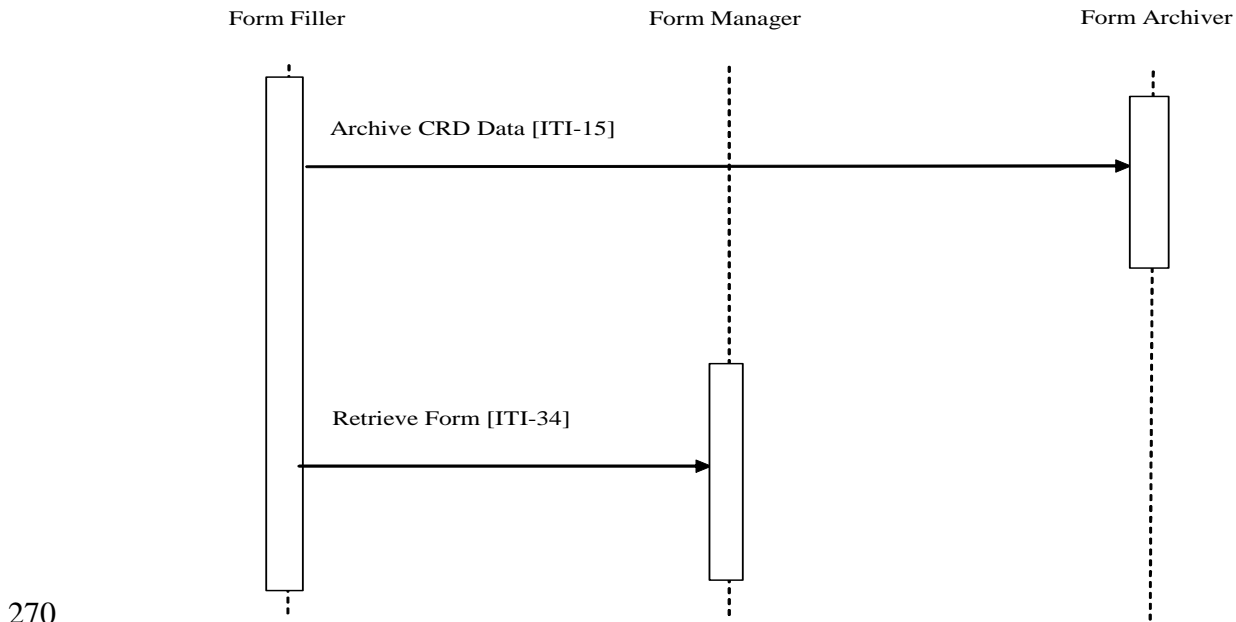 Form Filler Form Manager Form Archiver
Archive CRD Data [ITI-15]
Retrieve Form [ITI-34]
270